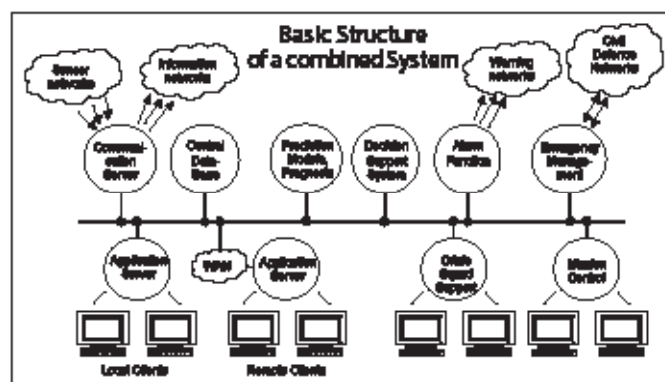 Basic Structure
of a combined System
Sensor
networks
Information
networks
Warning
networks
Civil
Defence
Networks
Communi-
cation
Server
Central
Data-
Base
Prediction
Models,
Prognosis
Decision
Support
System
Alarm
Function
Emergency
Manage-
ment
Application
Server
WAN
Application
Server
Crisis
Squad
Support
Mission
Control
Local Clients
Remote Clients